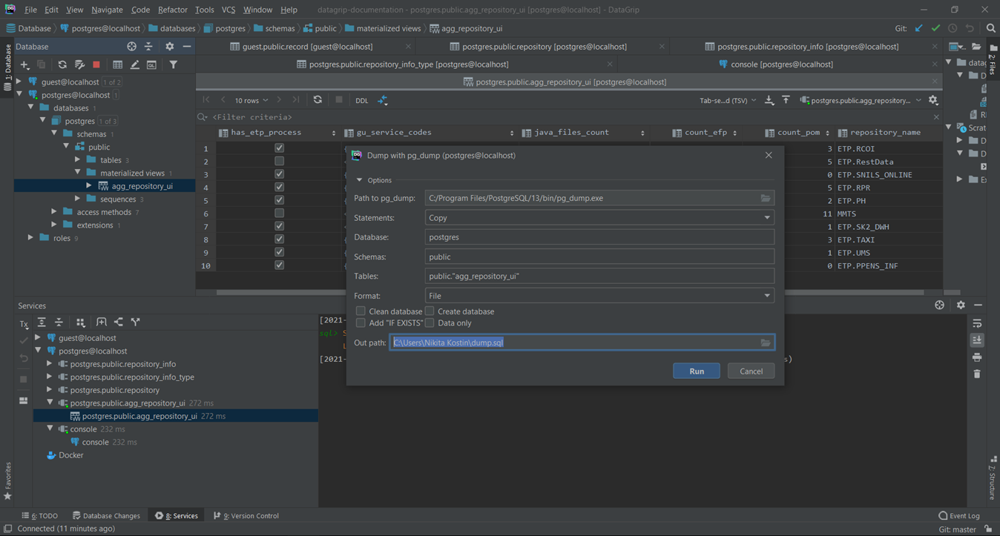 File Edit View Navigate Code Refactor Tools VCS Window Help datagrip-documentation - postgres.public.agg_repository_ui [postgres@localhost] - DataGrip
Database postgres@localhost databases postgres schemas public materialized views agg_repository_ui Git:
Database
1: Database
guest@localhost 1 of 2
postgres@localhost 1
databases 1
postgres 1 of 3
schemas 1
public
tables 3
materialized views 1
agg_repository_ui
sequences 3
access methods 7
extensions 1
roles 9
guest.public.record [guest@localhost] postgres.public.repository [postgres@localhost] postgres.public.repository_info [postgres@localhost]
postgres.public.repository_info_type [postgres@localhost] console [postgres@localhost]
postgres.public.agg_repository_ui [postgres@localhost]
10 rows DDL Tab-se...d (TSV) postgres.public.agg_repository...
<Filter criteria>
has_etp_process gu_service_codes java_files_count count_efp count_pom repository_name
1 3 ETP.RCOI
2 5 ETP.RestData
3 0 ETP.SNILS_ONLINE
4 5 ETP.RPR
5 2 ETP.PH
6 11 MMTS
7 1 ETP.SK2_DWH
8 3 ETP.TAXI
9 1 ETP.UMS
10 0 ETP.PPENS_INF
Dump with pg_dump (postgres@localhost)
Options
Path to pg_dump: C:/Program Files/PostgreSQL/13/bin/pg_dump.exe
Statements: Copy
Database: postgres
Schemas: public
Tables: public."agg_repository_ui"
Format: File
Clean database Create database
Add "IF EXISTS" Data only
Out path: C:\Users\Nikita Kostin\dump.sql
Run Cancel
2: Files
datag
D
RI
Scrat
D
D
Ex
Services
Tx
guest@localhost
postgres@localhost
postgres.public.repository_info
postgres.public.repository_info_type
postgres.public.repository
postgres.public.agg_repository_ui 272 ms
postgres.public.agg_repository_ui 272 ms
console 232 ms
console 232 ms
Docker
[2021-
sql> S
L
[2021- s)
Favorites
Z: Structure
6: TODO Database Changes 8: Services 9: Version Control Event Log
Connected (11 minutes ago) Git: master